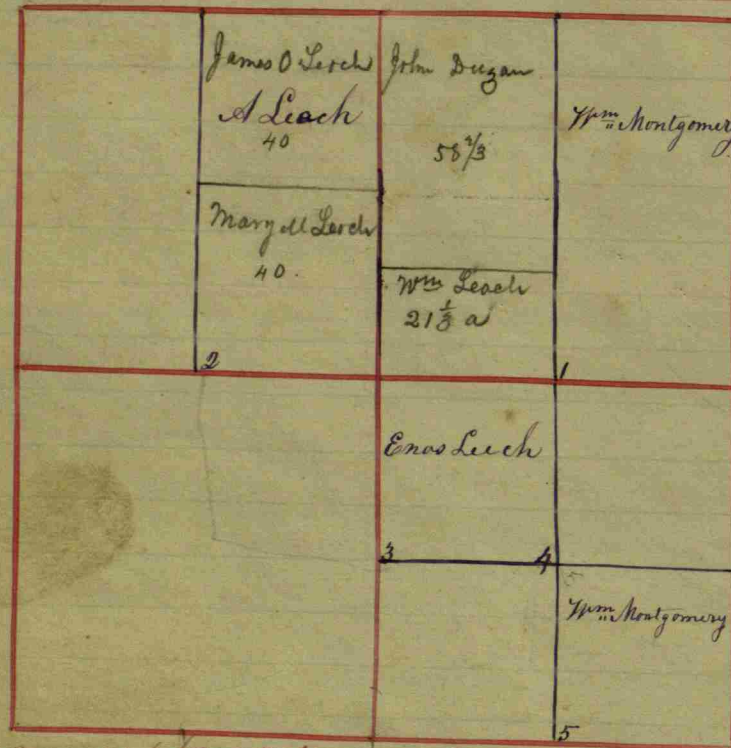 James O Leech
A Leach
40
Mary M Leech
40.
John Dugan
58 2/3
Wm Leach
21 1/3 a
Wm Montgomery
2
1
Enos Leech
3
4
Wm Montgomery
5